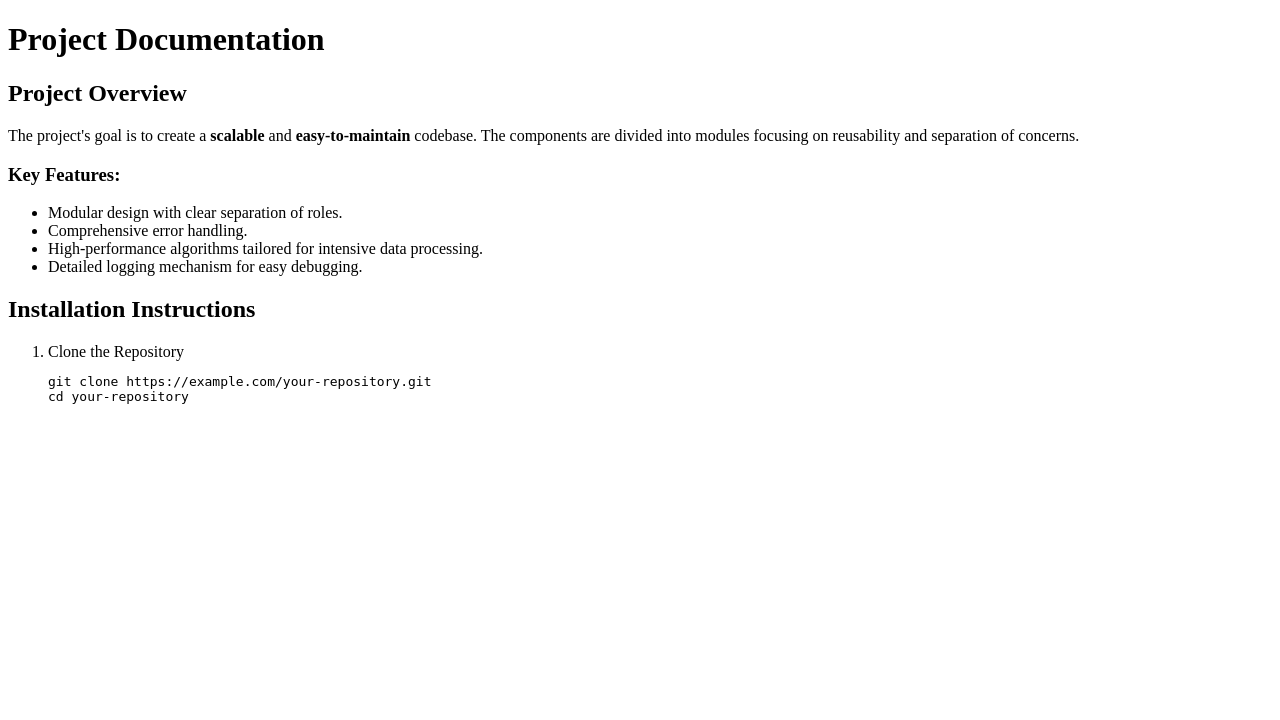 Project Documentation
Project Overview
The project's goal is to create a scalable and easy-to-maintain codebase. The components are divided into modules focusing on reusability and separation of concerns.
Key Features:
• Modular design with clear separation of roles.
• Comprehensive error handling.
• High-performance algorithms tailored for intensive data processing.
• Detailed logging mechanism for easy debugging.
Installation Instructions
1. Clone the Repository
git clone https://example.com/your-repository.git
cd your-repository